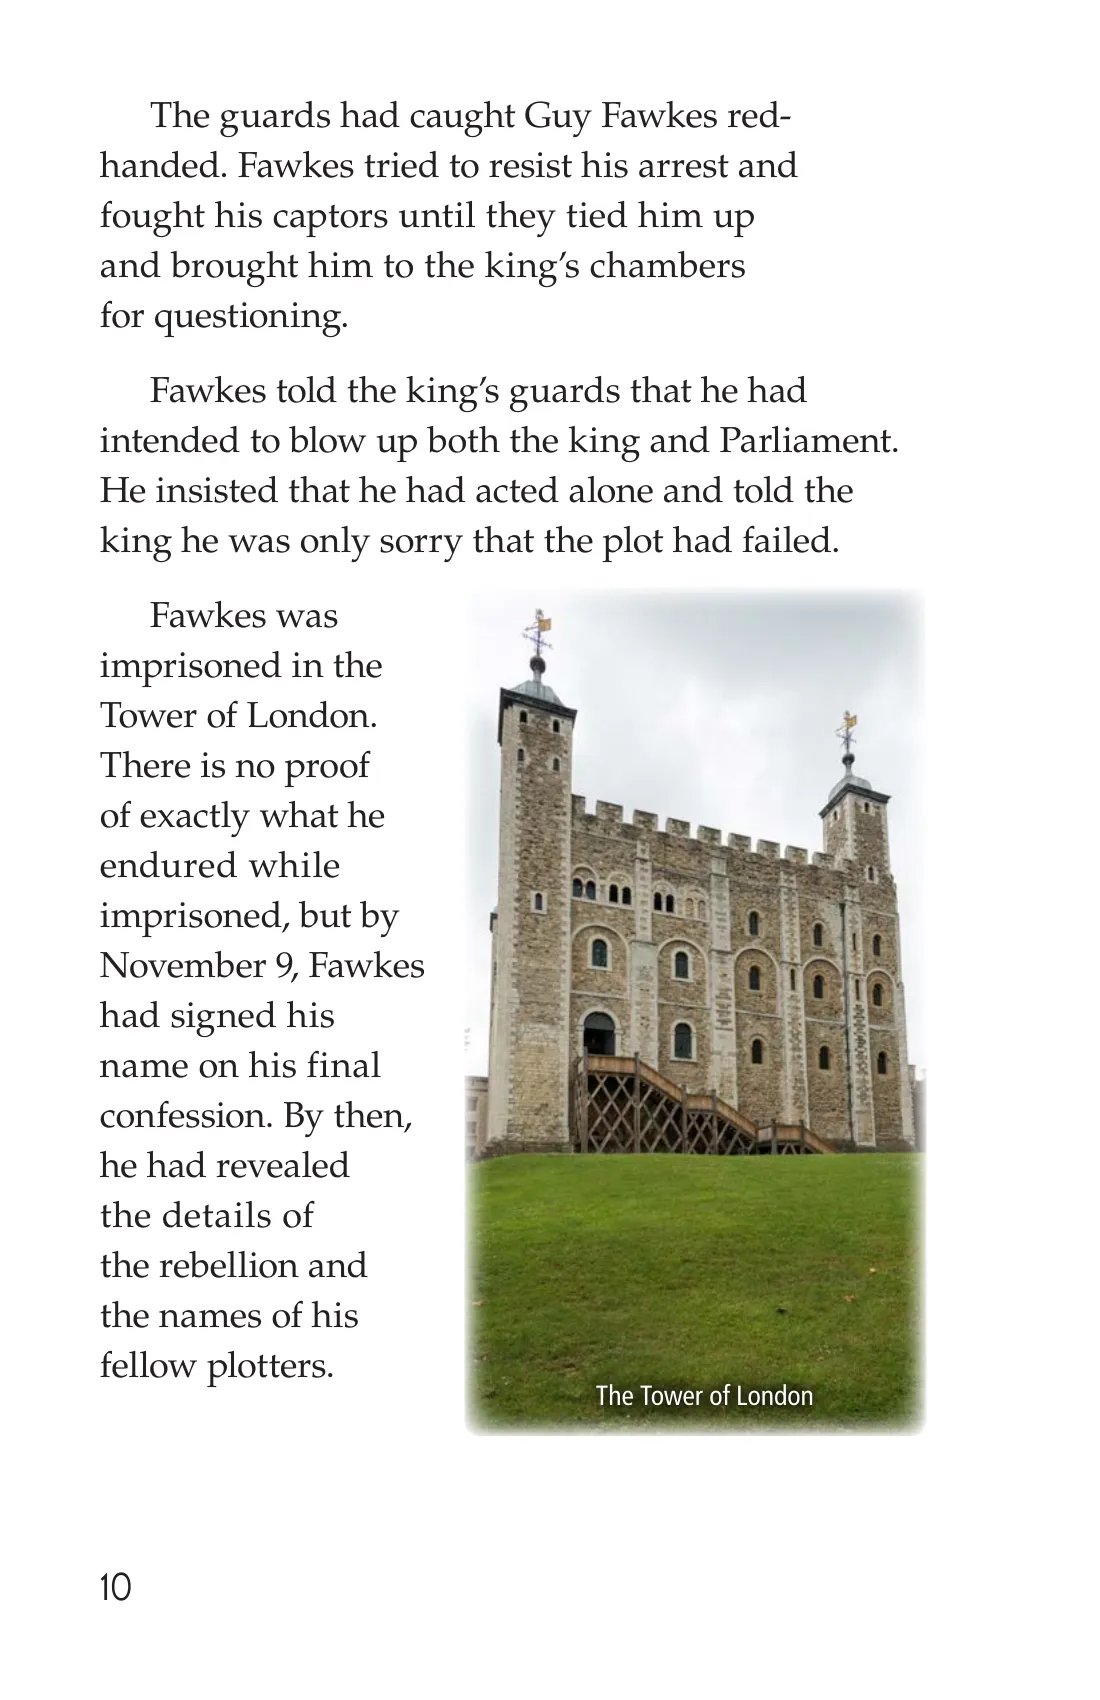 The guards had caught Guy Fawkes red-
handed. Fawkes tried to resist his arrest and
fought his captors until they tied him up
and brought him to the king’s chambers
for questioning.
Fawkes told the king’s guards that he had
intended to blow up both the king and Parliament.
He insisted that he had acted alone and told the
king he was only sorry that the plot had failed.
Fawkes was
imprisoned in the
Tower of London.
There is no proof
of exactly what he
endured while
imprisoned, but by
November 9, Fawkes
had signed his
name on his final
confession. By then,
he had revealed
the details of
the rebellion and
the names of his
fellow plotters.
The Tower of London
10